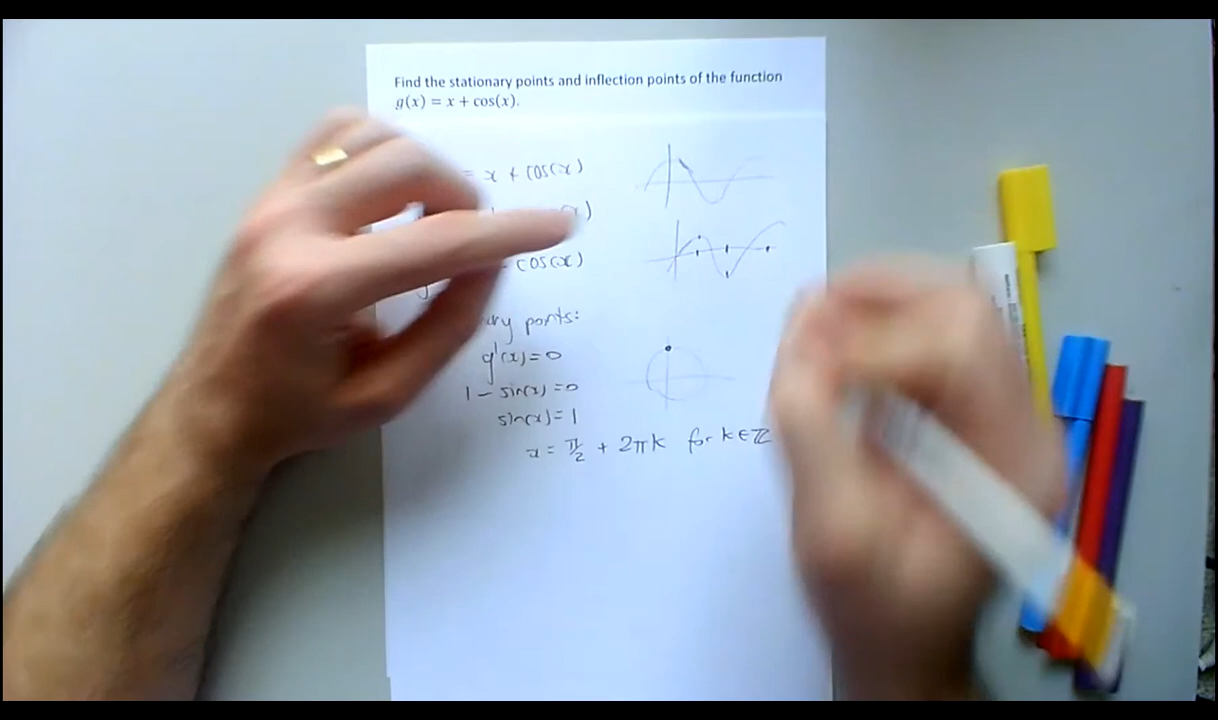 Find the stationary points and inflection points of the function
g(x) = x + cos(x).
= x + cos(x)
(x)
cos(x)
points:
g'(x) = 0
1 - sin(x) = 0
sin(x) = 1
x = π/2 + 2πk for k ∈ ℤ